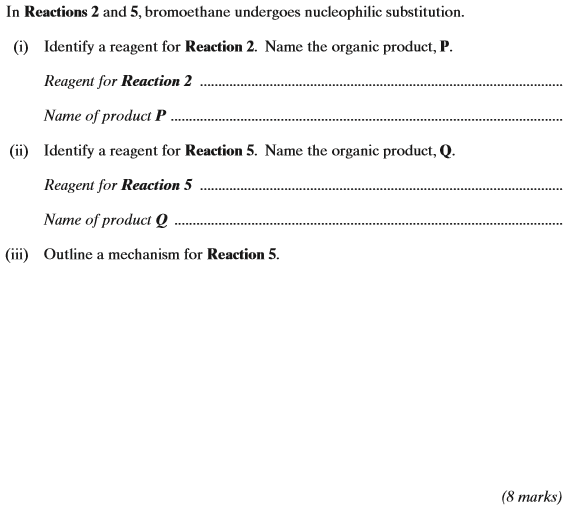 In Reactions 2 and 5, bromoethane undergoes nucleophilic substitution.
(i) Identify a reagent for Reaction 2. Name the organic product, P.
Reagent for Reaction 2 ..........................................................................................
Name of product P ..........................................................................................
(ii) Identify a reagent for Reaction 5. Name the organic product, Q.
Reagent for Reaction 5 ..........................................................................................
Name of product Q ..........................................................................................
(iii) Outline a mechanism for Reaction 5.
(8 marks)